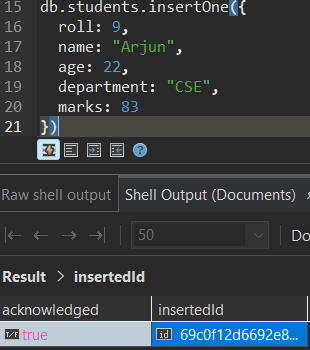 15 db.students.insertOne({
16 roll: 9,
17 name: "Arjun",
18 age: 22,
19 department: "CSE",
20 marks: 83
21 })
Raw shell output Shell Output (Documents)
50 Do
Result > insertedId
acknowledged insertedId
T/F true id 69c0f12d6692e8...